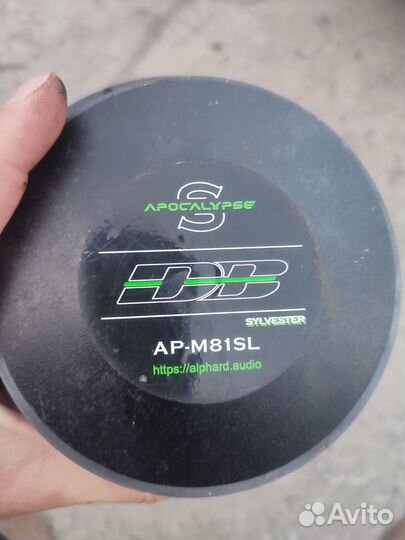 S
APOCALYPSE
DB
SYLVESTER
AP-M81SL
https://alphard.audio
Avito